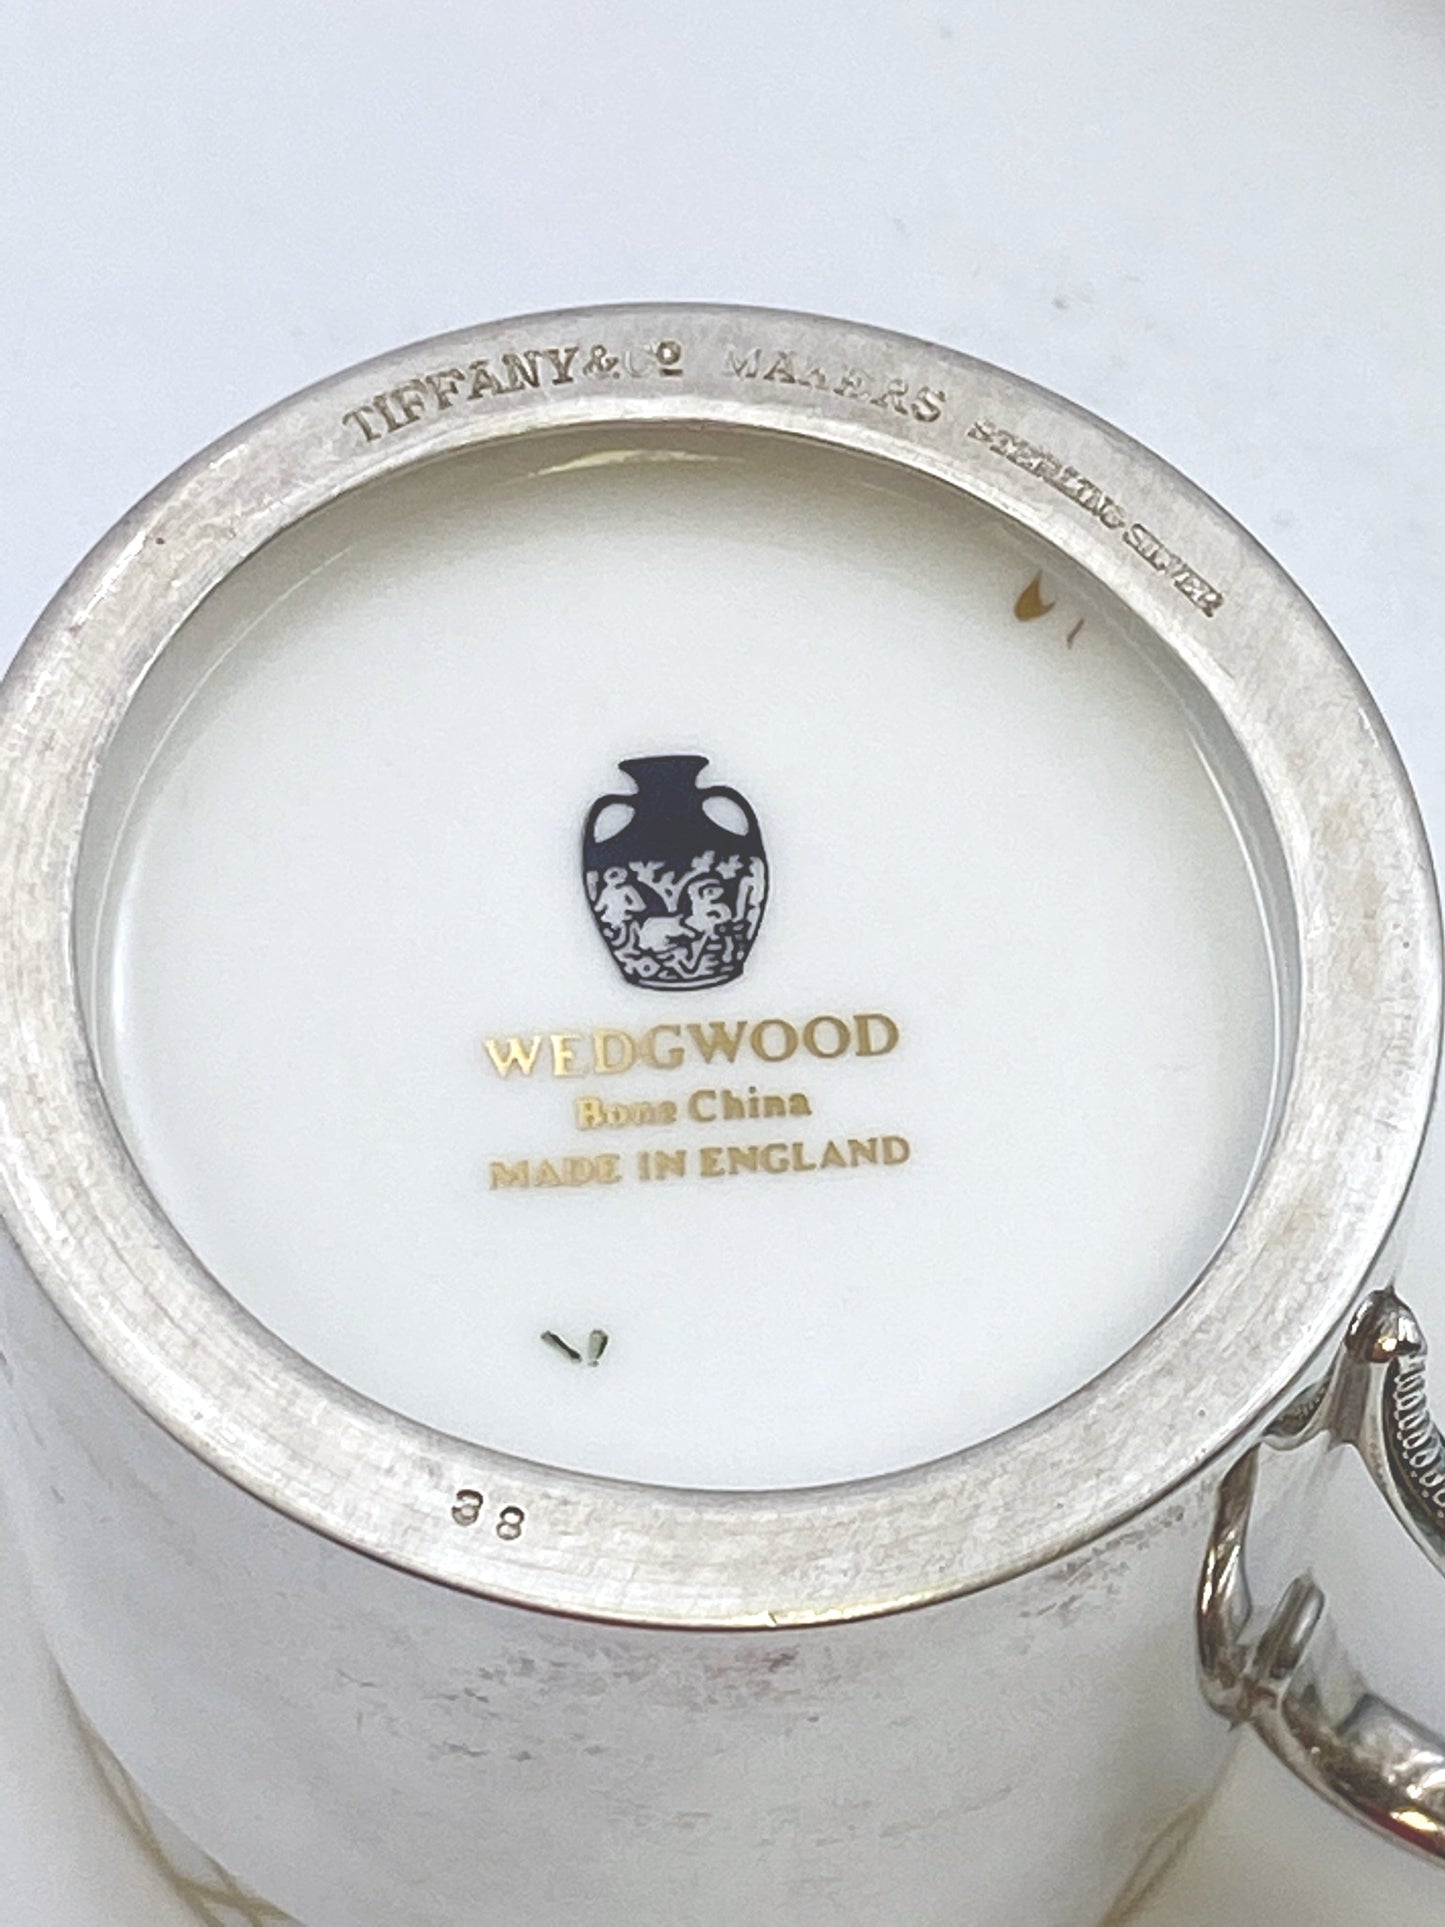 TIFFANY & Cº MAKERS STERLING SILVER
WEDGWOOD
Bone China
MADE IN ENGLAND
38